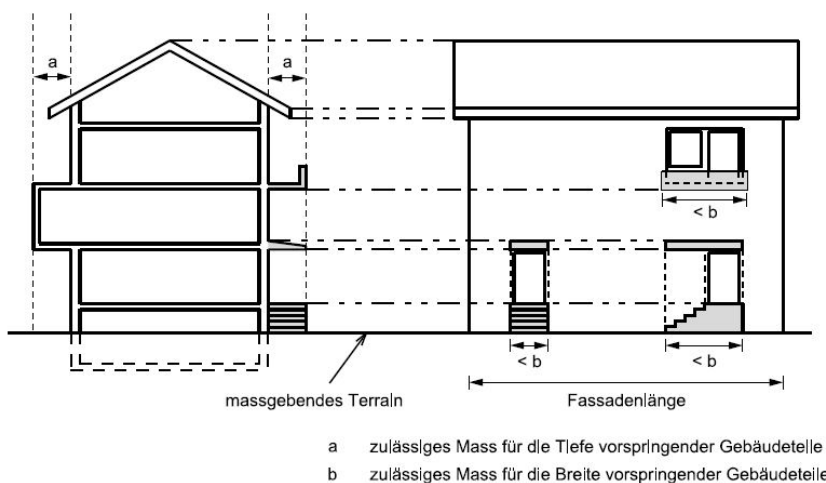 a
a
< b
< b
< b
massgebendes Terrain
Fassadenlänge
a zulässiges Mass für die Tiefe vorspringender Gebäudeteile
b zulässiges Mass für die Breite vorspringender Gebäudeteile